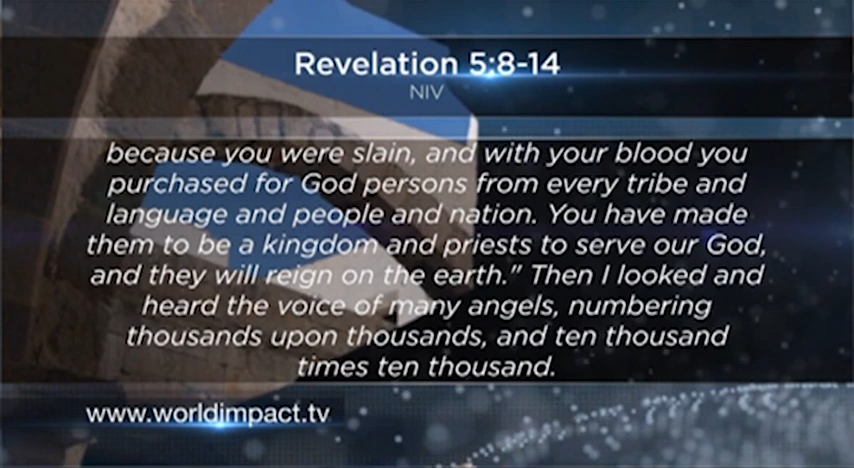 Revelation 5:8-14
NIV
because you were slain, and with your blood you
purchased for God persons from every tribe and
language and people and nation. You have made
them to be a kingdom and priests to serve our God,
and they will reign on the earth." Then I looked and
heard the voice of many angels, numbering
thousands upon thousands, and ten thousand
times ten thousand.
www.worldimpact.tv